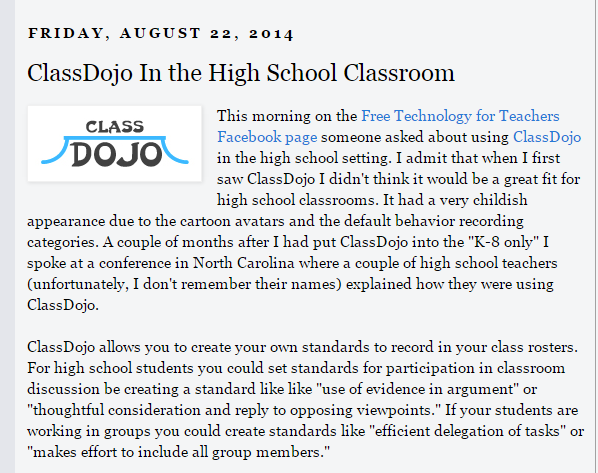 FRIDAY, AUGUST 22, 2014
ClassDojo In the High School Classroom
CLASS
DOJO
This morning on the Free Technology for Teachers
Facebook page someone asked about using ClassDojo
in the high school setting. I admit that when I first
saw ClassDojo I didn't think it would be a great fit for
high school classrooms. It had a very childish
appearance due to the cartoon avatars and the default behavior recording
categories. A couple of months after I had put ClassDojo into the "K-8 only" I
spoke at a conference in North Carolina where a couple of high school teachers
(unfortunately, I don't remember their names) explained how they were using
ClassDojo.
ClassDojo allows you to create your own standards to record in your class rosters.
For high school students you could set standards for participation in classroom
discussion be creating a standard like like "use of evidence in argument" or
"thoughtful consideration and reply to opposing viewpoints." If your students are
working in groups you could create standards like "efficient delegation of tasks" or
"makes effort to include all group members."